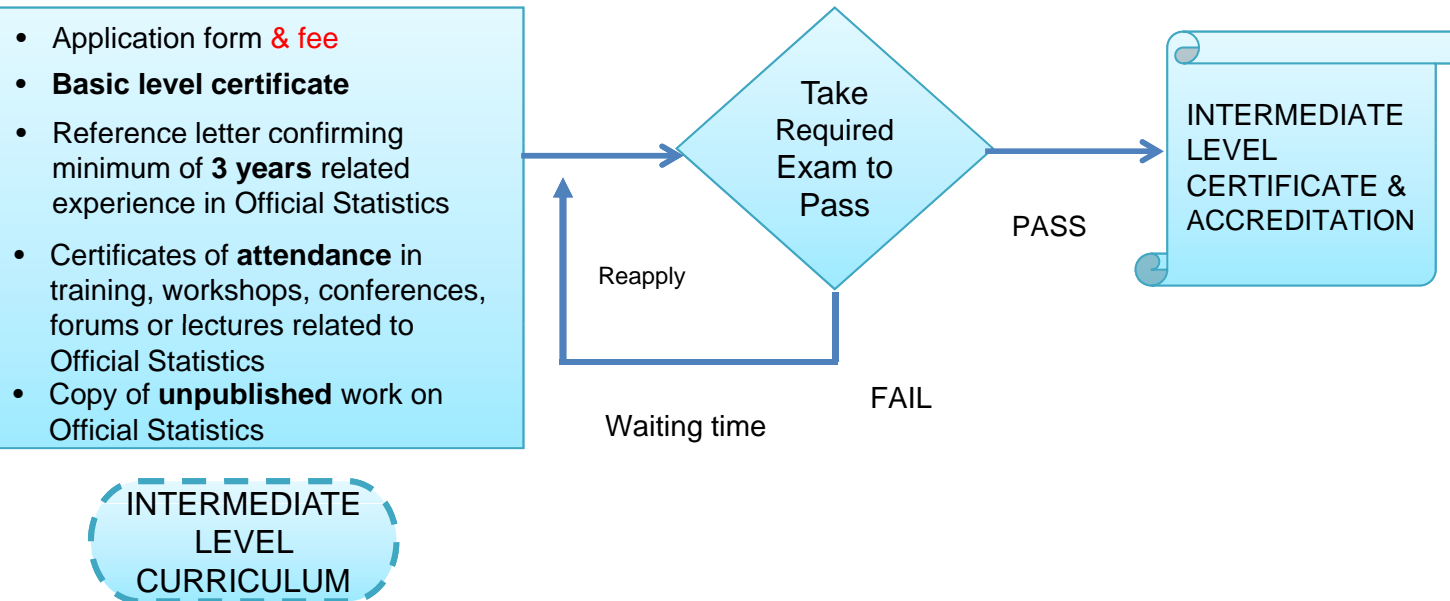 • Application form & fee
• Basic level certificate
• Reference letter confirming
minimum of 3 years related
experience in Official Statistics
• Certificates of attendance in
training, workshops, conferences,
forums or lectures related to
Official Statistics
• Copy of unpublished work on
Official Statistics
Take
Required
Exam to
Pass
PASS
INTERMEDIATE
LEVEL
CERTIFICATE &
ACCREDITATION
Reapply
FAIL
Waiting time
INTERMEDIATE
LEVEL
CURRICULUM